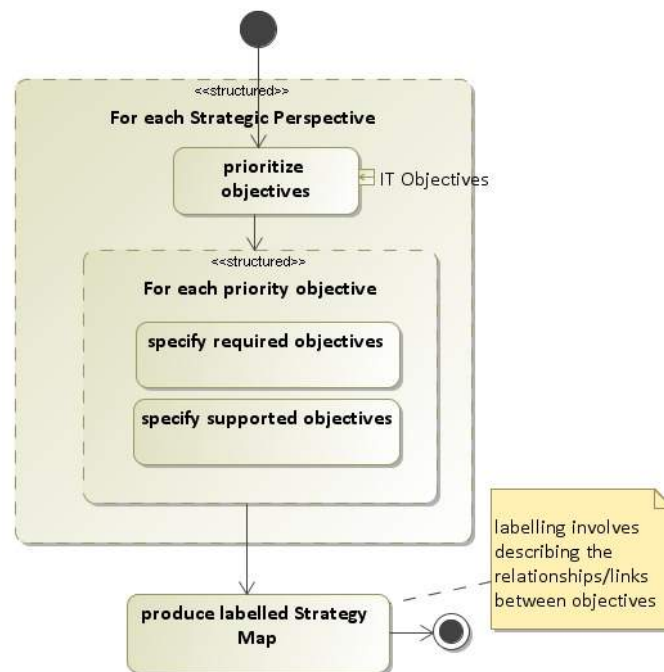 <<structured>>
For each Strategic Perspective
prioritize
objectives
IT Objectives
<<structured>>
For each priority objective
specify required objectives
specify supported objectives
labelling involves
describing the
relationships/links
between objectives
produce labelled Strategy
Map